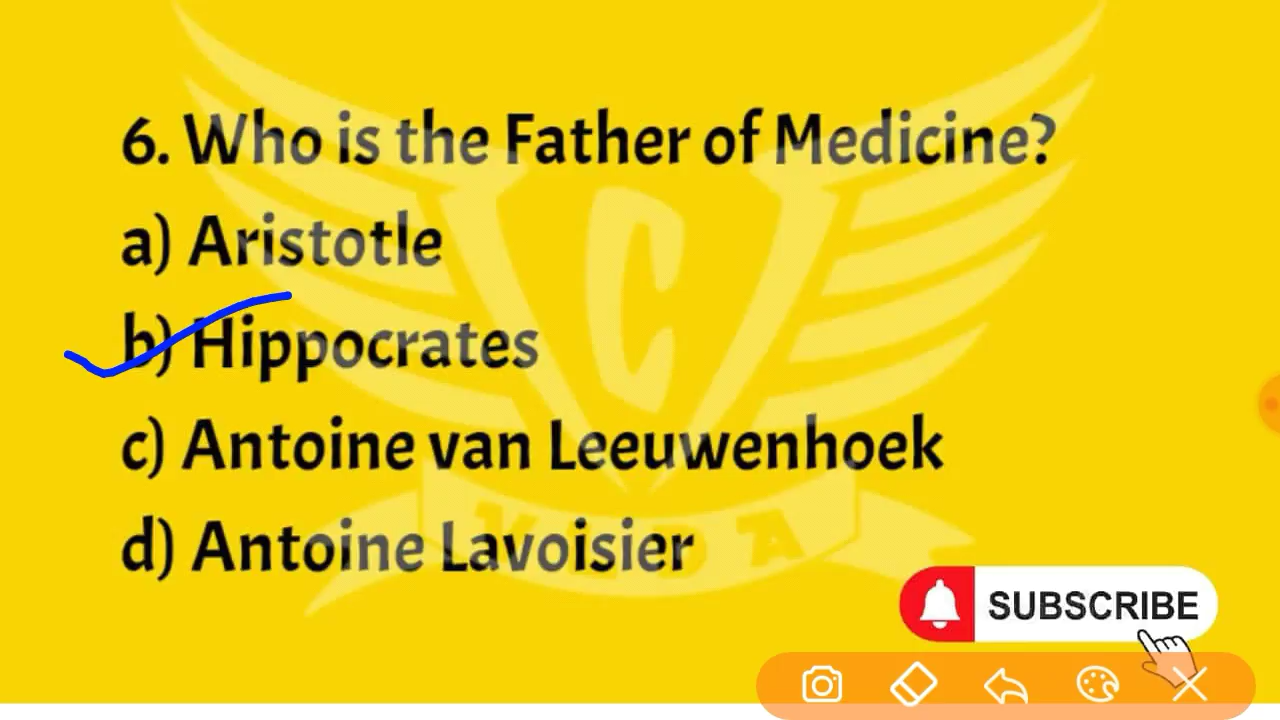 6. Who is the Father of Medicine?
a) Aristotle
b) Hippocrates
c) Antoine van Leeuwenhoek
d) Antoine Lavoisier
SUBSCRIBE